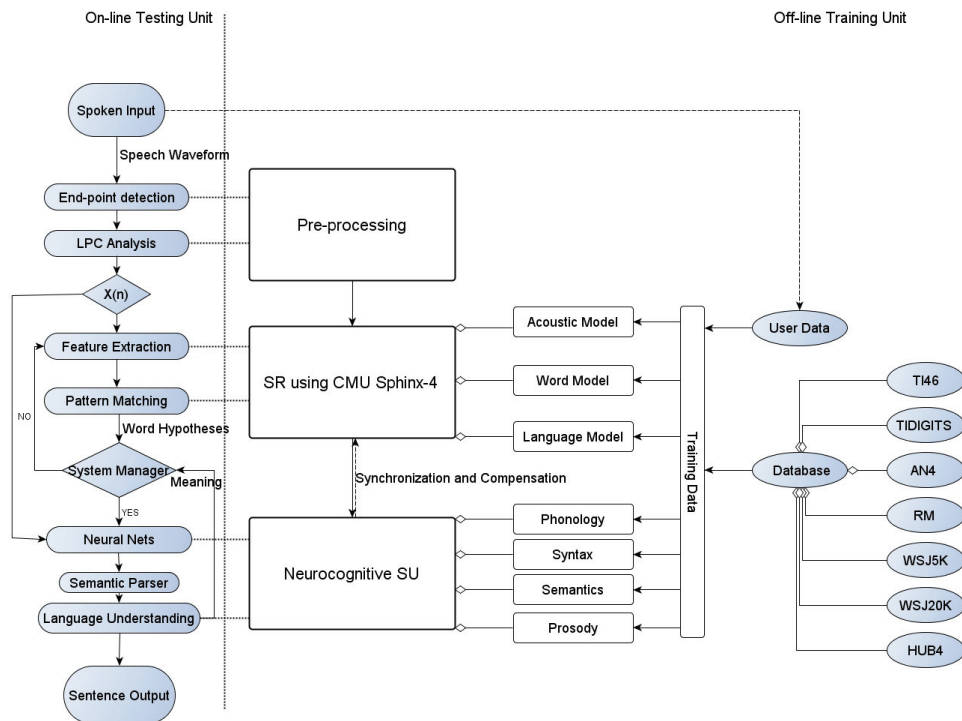 On-line Testing Unit
Off-line Training Unit
Spoken Input
Speech Waveform
End-point detection
LPC Analysis
X(n)
Feature Extraction
Pattern Matching
NO
Word Hypotheses
System Manager
Meaning
YES
Neural Nets
Semantic Parser
Language Understanding
Sentence Output
Pre-processing
SR using CMU Sphinx-4
Synchronization and Compensation
Neurocognitive SU
Acoustic Model
Word Model
Language Model
Phonology
Syntax
Semantics
Prosody
Training Data
User Data
Database
TI46
TIDIGITS
AN4
RM
WSJ5K
WSJ20K
HUB4